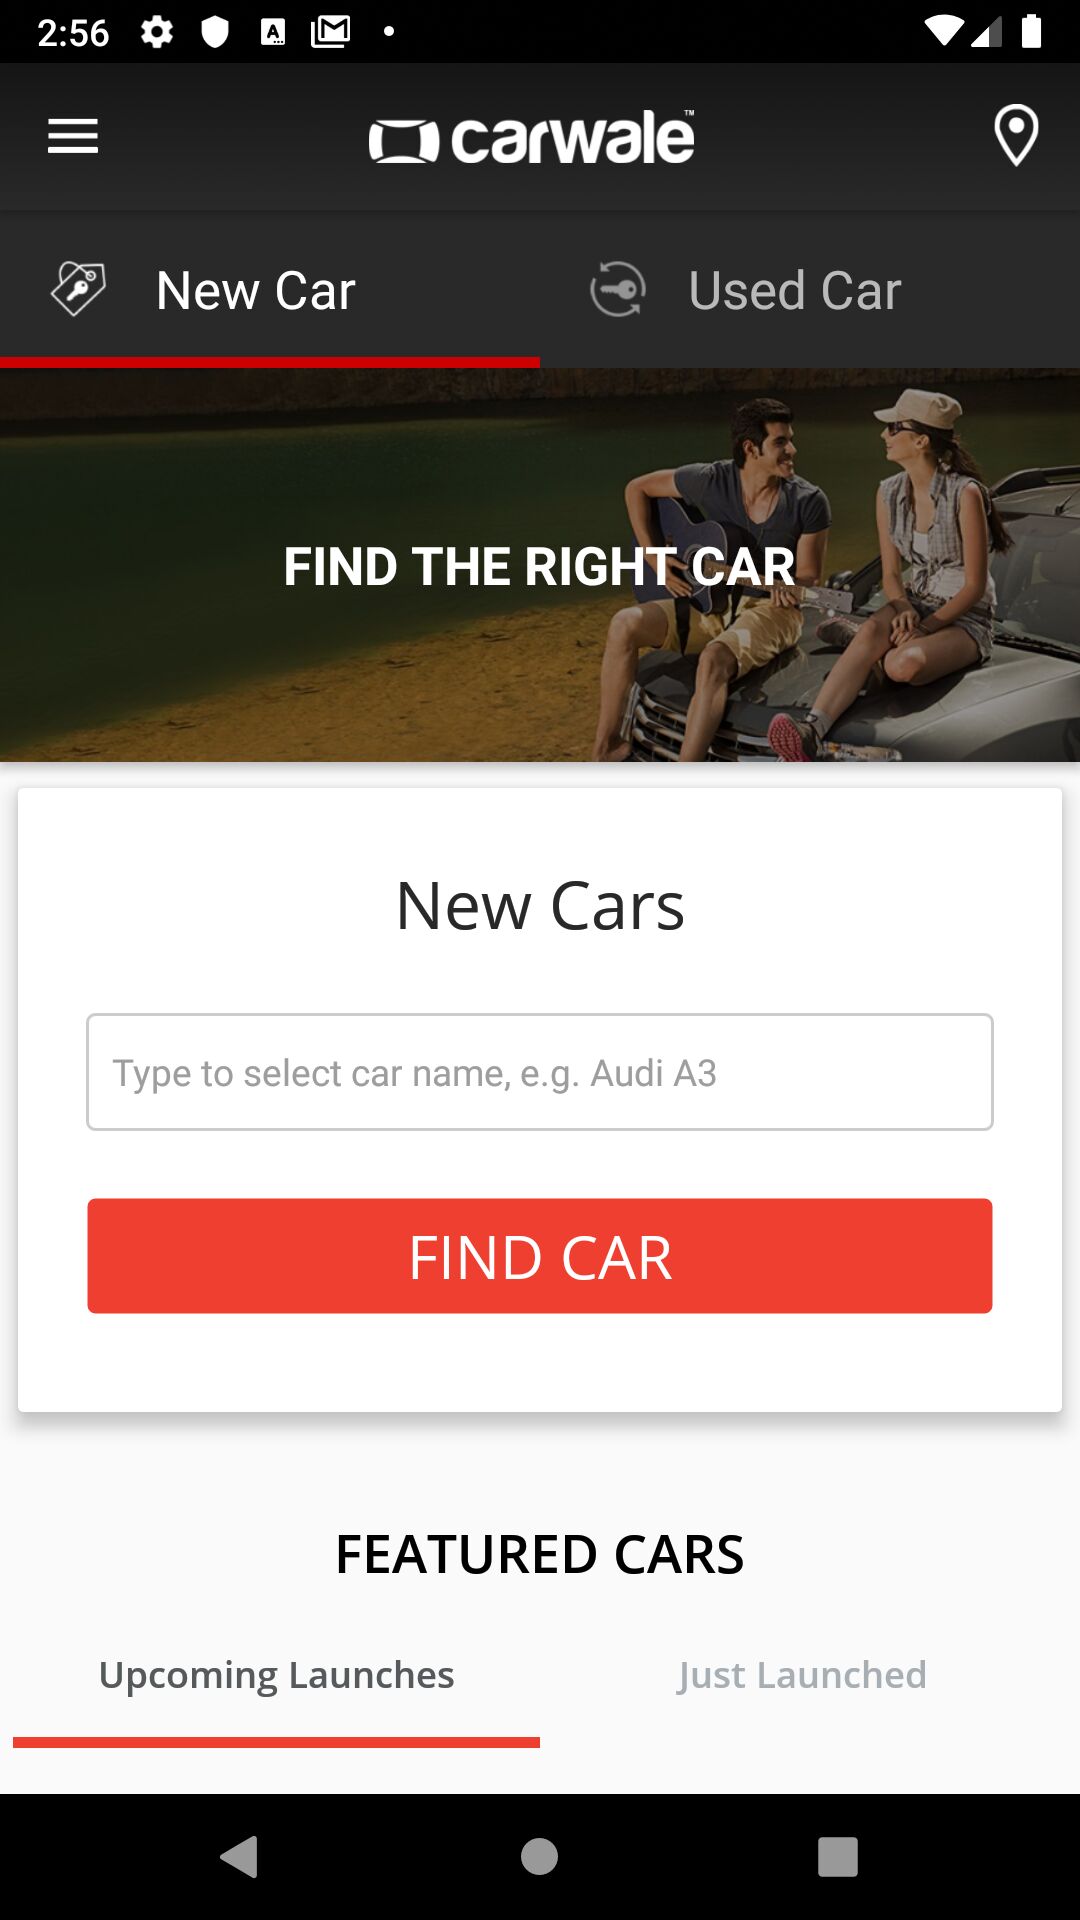 2:56
carwale™
New Car
Used Car
FIND THE RIGHT CAR
New Cars
Type to select car name, e.g. Audi A3
FIND CAR
FEATURED CARS
Upcoming Launches
Just Launched